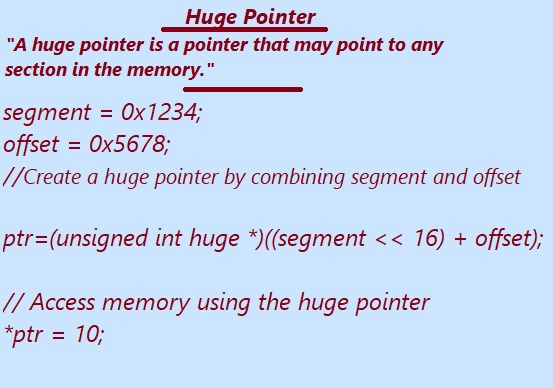 Huge Pointer
"A huge pointer is a pointer that may point to any
section in the memory."
segment = 0x1234;
offset = 0x5678;
//Create a huge pointer by combining segment and offset
ptr=(unsigned int huge *)((segment << 16) + offset);
// Access memory using the huge pointer
*ptr = 10;